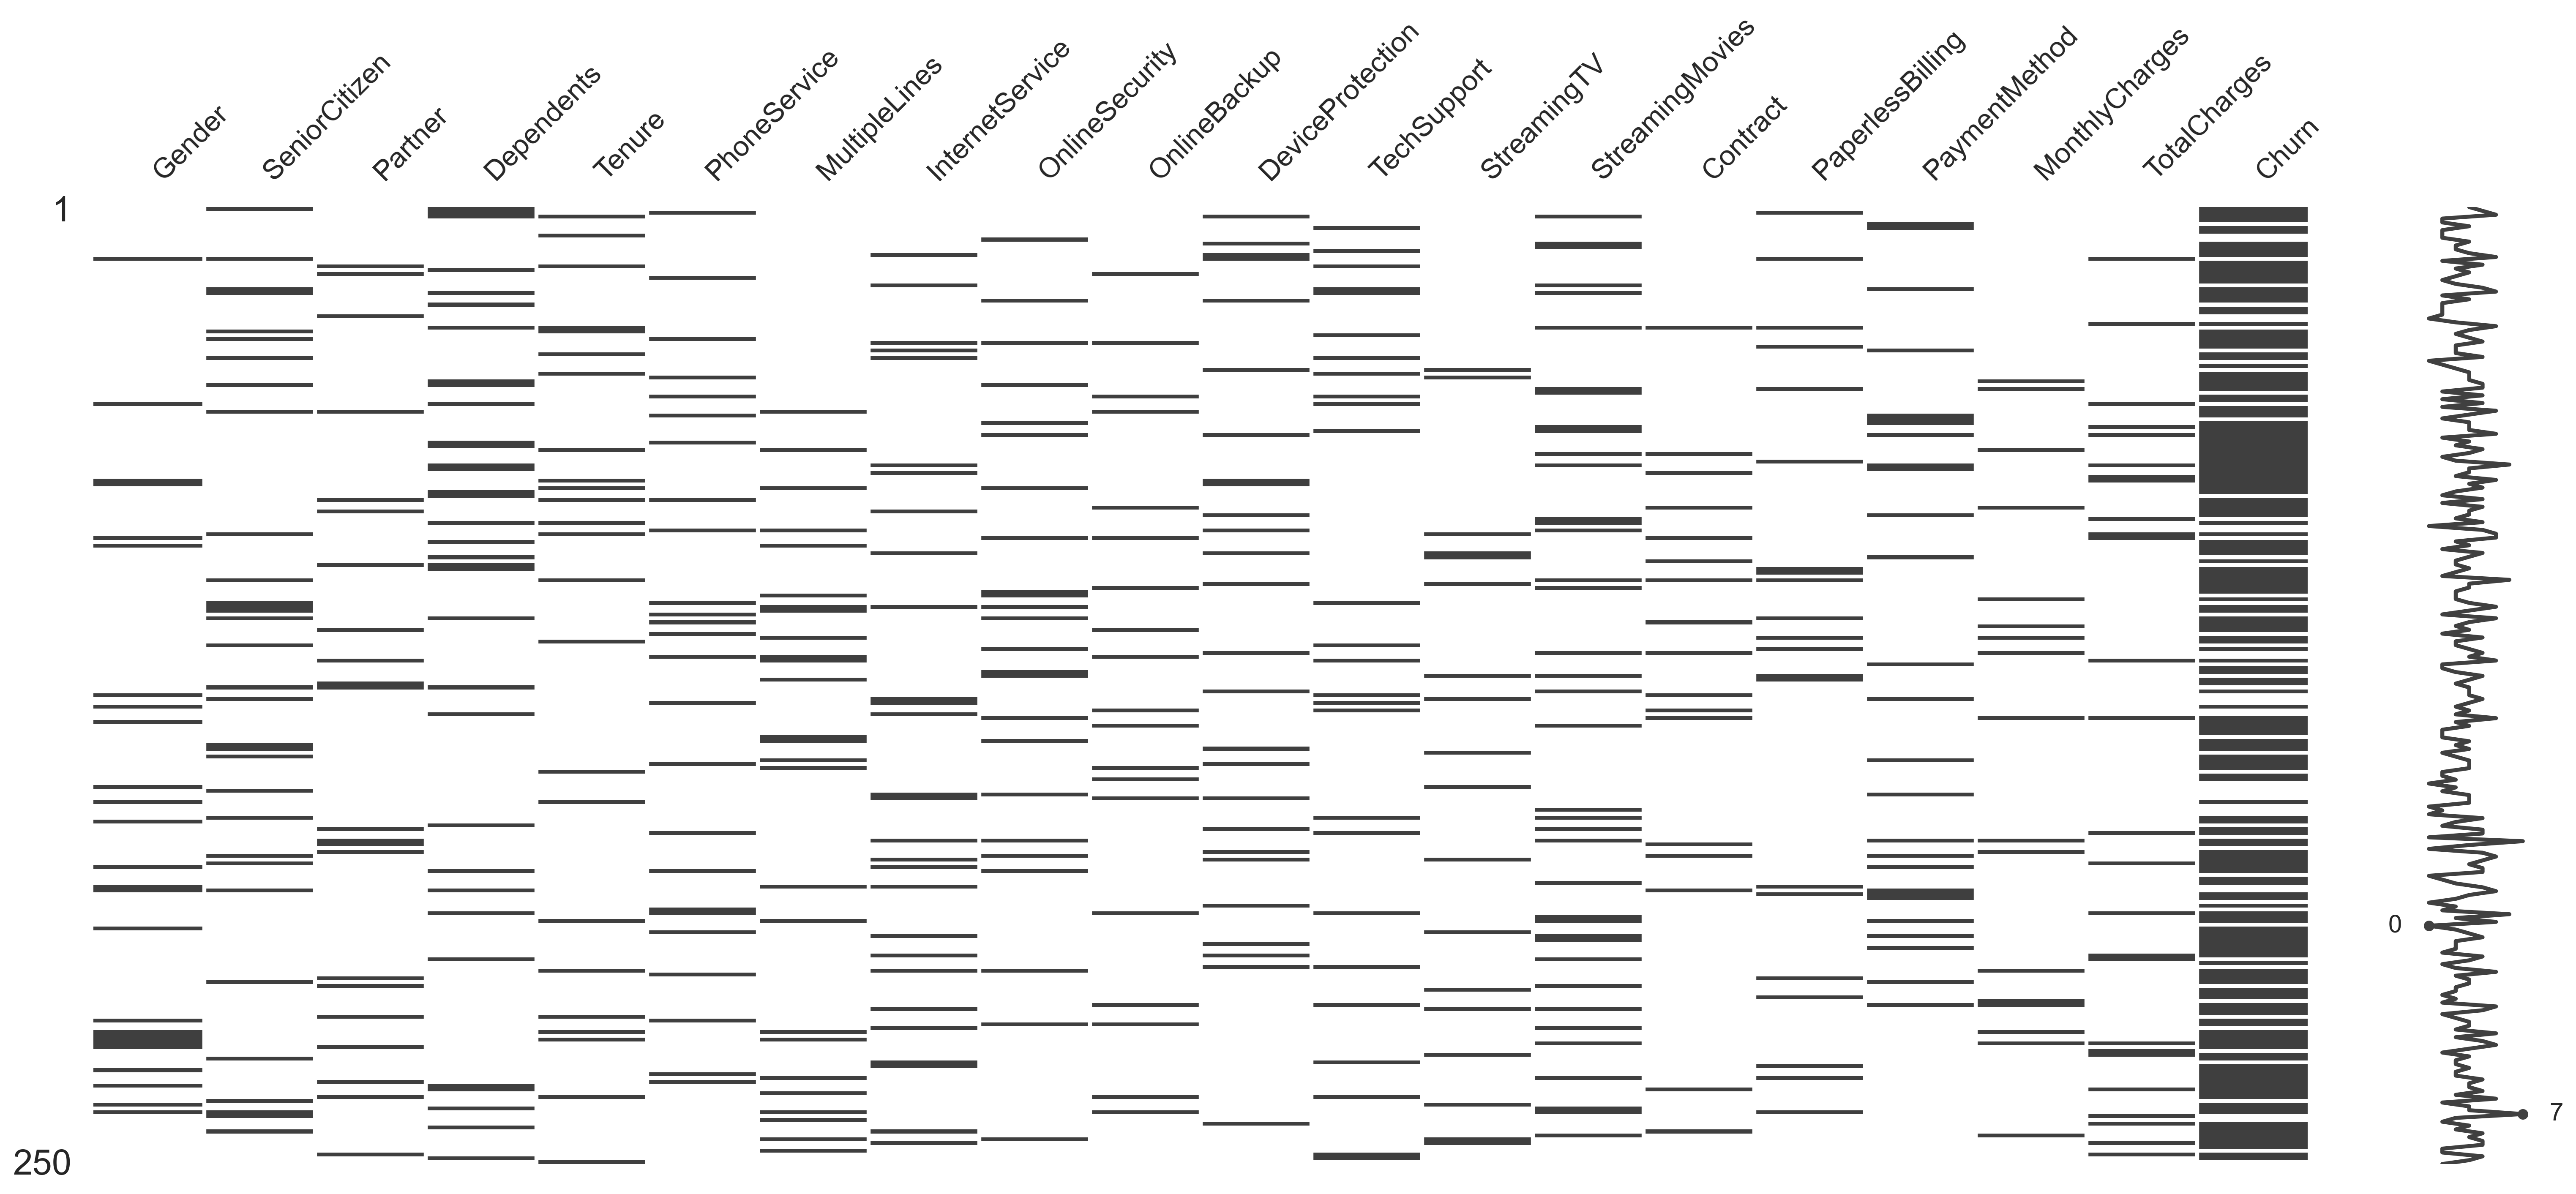 Gender
SeniorCitizen
Partner
Dependents
Tenure
PhoneService
MultipleLines
InternetService
OnlineSecurity
OnlineBackup
DeviceProtection
TechSupport
StreamingTV
StreamingMovies
Contract
PaperlessBilling
PaymentMethod
MonthlyCharges
TotalCharges
Churn
1
0
7
250